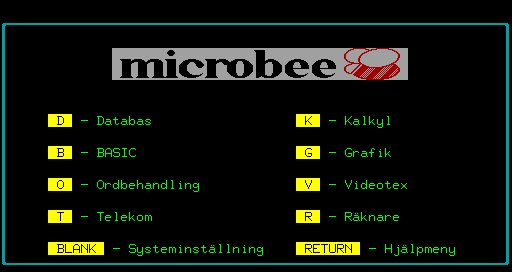 microbee
D - Databas K - Kalkyl
B - BASIC G - Grafik
O - Ordbehandling V - Videotex
T - Telekom R - Räknare
BLANK - Systeminställning RETURN - Hjälpmeny